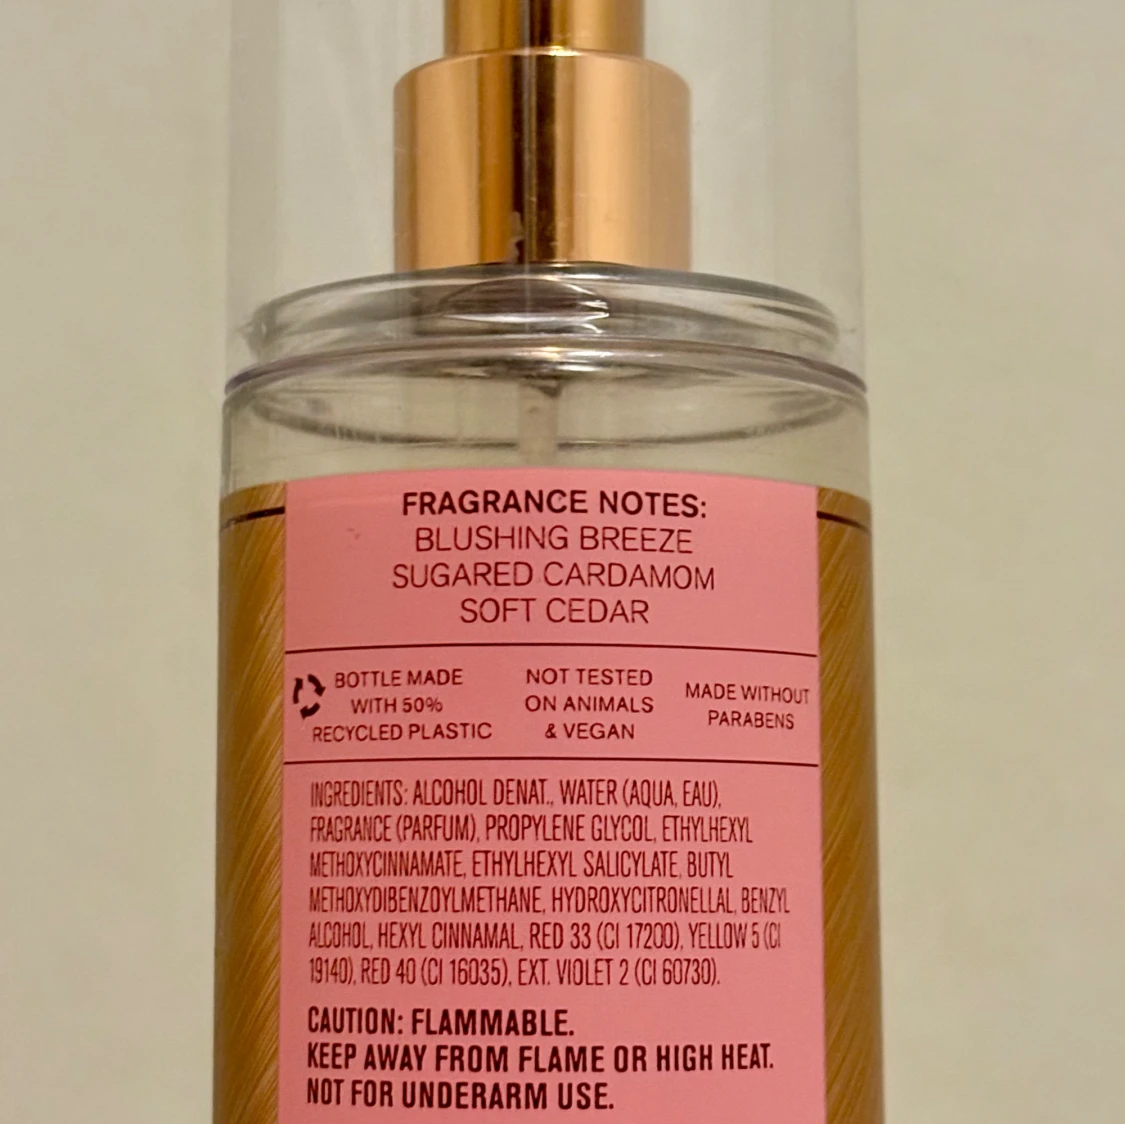 FRAGRANCE NOTES:
BLUSHING BREEZE
SUGARED CARDAMOM
SOFT CEDAR
BOTTLE MADE
WITH 50%
RECYCLED PLASTIC
NOT TESTED
ON ANIMALS
& VEGAN
MADE WITHOUT
PARABENS
INGREDIENTS: ALCOHOL DENAT., WATER (AQUA, EAU),
FRAGRANCE (PARFUM), PROPYLENE GLYCOL, ETHYLHEXYL
METHOXYCINNAMATE, ETHYLHEXYL SALICYLATE, BUTYL
METHOXYDIBENZOYLMETHANE, HYDROXYCITRONELLAL, BENZYL
ALCOHOL, HEXYL CINNAMAL, RED 33 (CI 17200), YELLOW 5 (CI
19140), RED 40 (CI 16035), EXT. VIOLET 2 (CI 60730).
CAUTION: FLAMMABLE.
KEEP AWAY FROM FLAME OR HIGH HEAT.
NOT FOR UNDERARM USE.